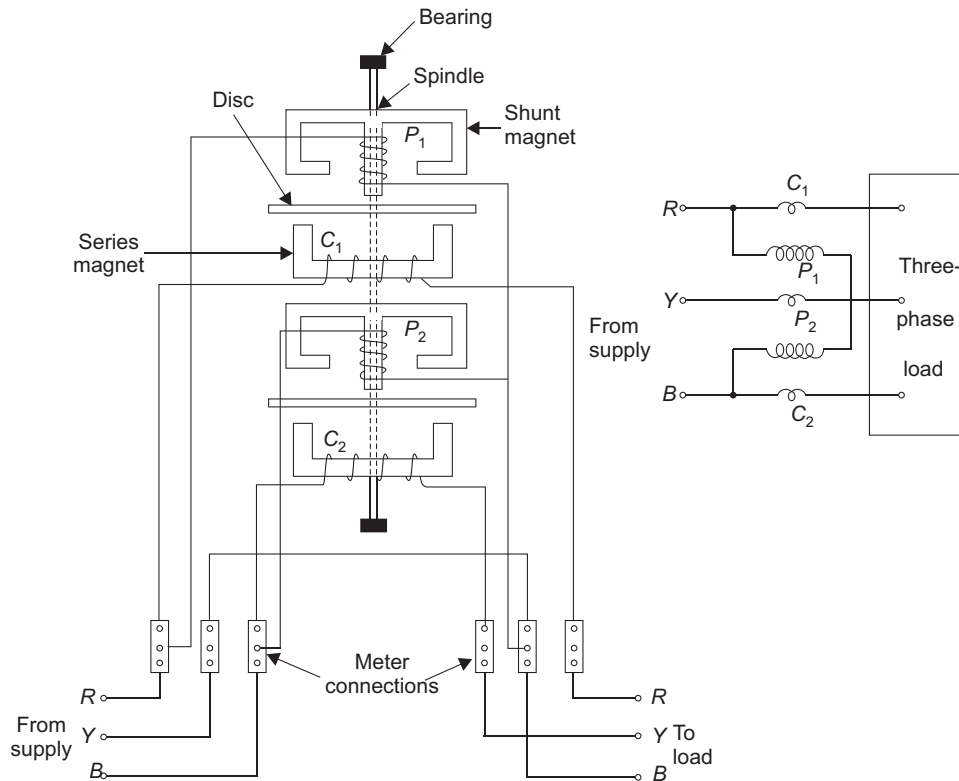 Bearing
Spindle
Disc
Shunt
magnet
P1
Series
magnet
C1
P2
C2
Meter
connections
From
supply
R
Y
B
R
Y
B
To
load
From
supply
R
Y
B
C1
P1
P2
C2
Three-
phase
load